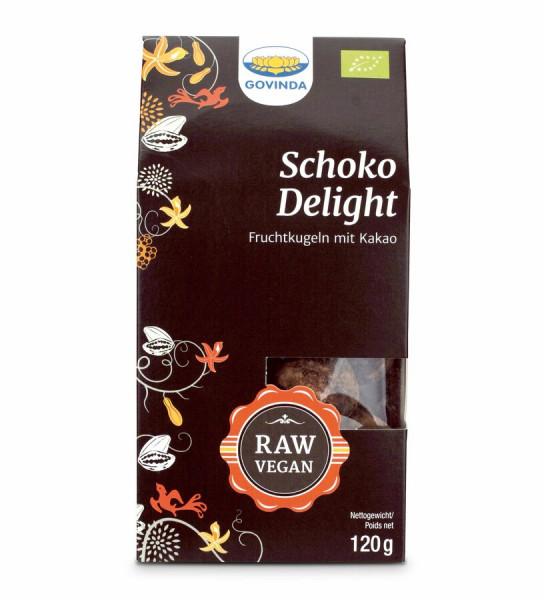 GOVINDA
Schoko
Delight
Fruchtkugeln mit Kakao
RAW
VEGAN
Nettogewicht/
Poids net
120g